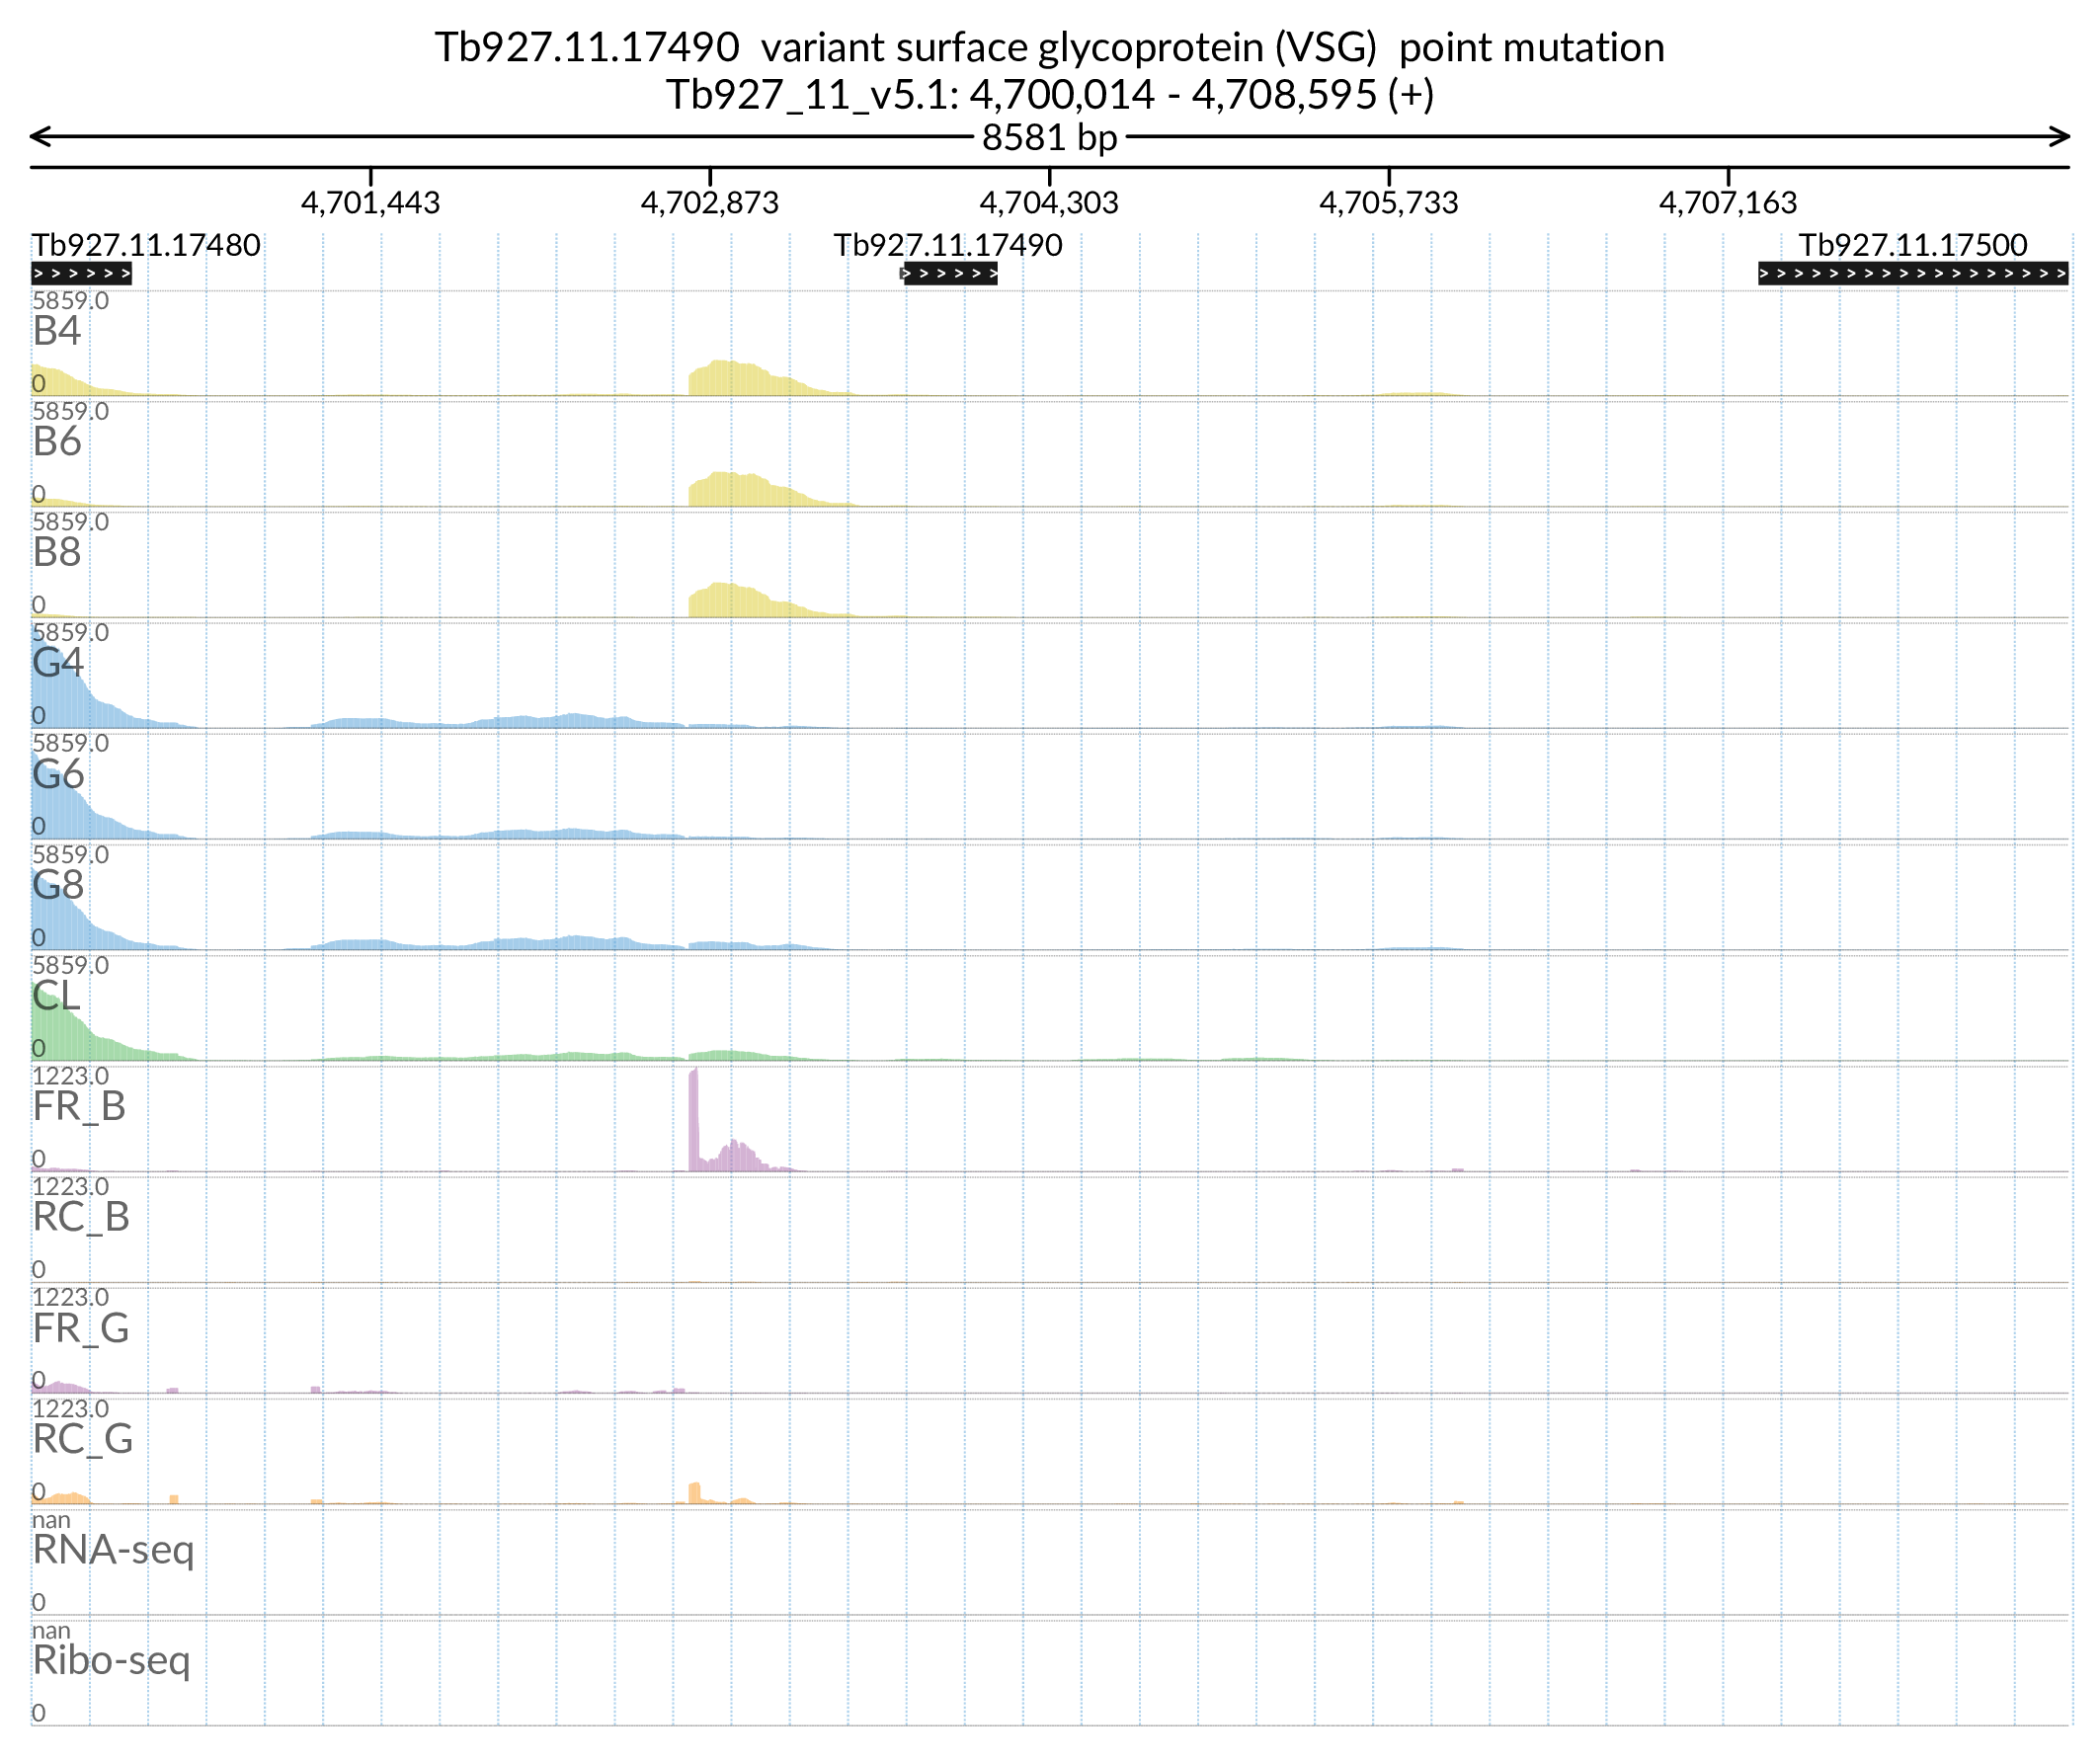 Tb927.11.17490 variant surface glycoprotein (VSG) point mutation
Tb927_11_v5.1: 4,700,014 - 4,708,595 (+)
8581 bp
4,701,443 4,702,873 4,704,303 4,705,733 4,707,163
Tb927.11.17480 Tb927.11.17490 Tb927.11.17500
5859.0
B4
0
5859.0
B6
0
5859.0
B8
0
5859.0
G4
0
5859.0
G6
0
5859.0
G8
0
5859.0
CL
0
1223.0
FR_B
0
1223.0
RC_B
0
1223.0
FR_G
0
1223.0
RC_G
0
nan
RNA-seq
0
nan
Ribo-seq
0